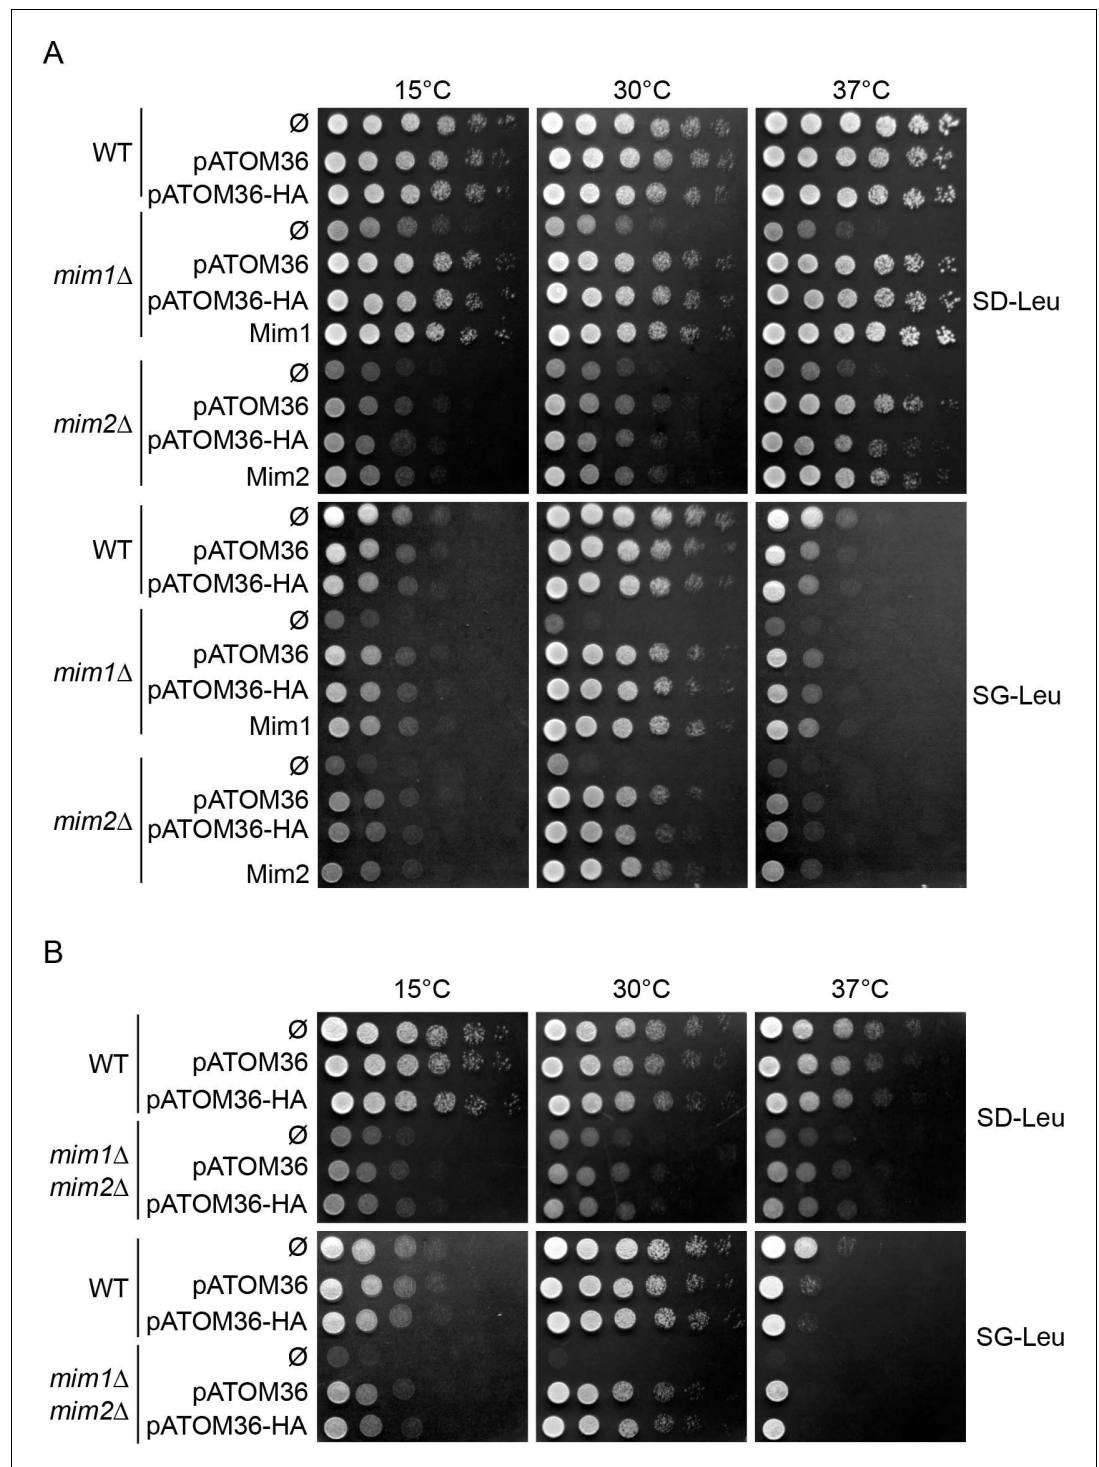 A
15°C 30°C 37°C
WT
Ø
pATOM36
pATOM36-HA
mim1Δ
Ø
pATOM36
pATOM36-HA
Mim1
mim2Δ
Ø
pATOM36
pATOM36-HA
Mim2
SD-Leu
WT
Ø
pATOM36
pATOM36-HA
mim1Δ
Ø
pATOM36
pATOM36-HA
Mim1
mim2Δ
Ø
pATOM36
pATOM36-HA
Mim2
SG-Leu
B
15°C 30°C 37°C
WT
Ø
pATOM36
pATOM36-HA
mim1Δ
mim2Δ
Ø
pATOM36
pATOM36-HA
SD-Leu
WT
Ø
pATOM36
pATOM36-HA
mim1Δ
mim2Δ
Ø
pATOM36
pATOM36-HA
SG-Leu